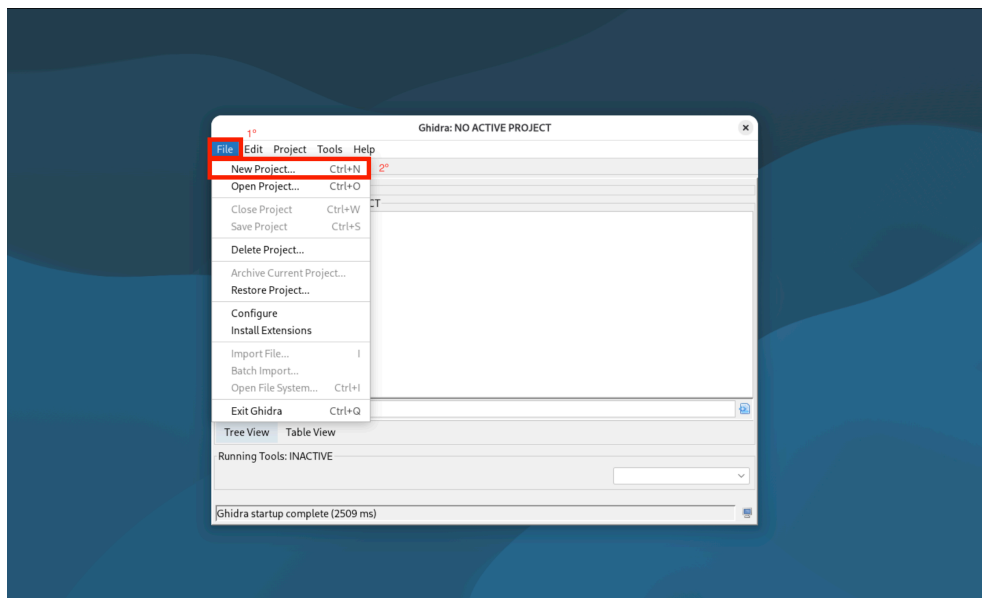 Ghidra: NO ACTIVE PROJECT
1º
File Edit Project Tools Help
New Project... Ctrl+N 2º
Open Project... Ctrl+O
CT
Close Project Ctrl+W
Save Project Ctrl+S
Delete Project...
Archive Current Project...
Restore Project...
Configure
Install Extensions
Import File... I
Batch Import...
Open File System... Ctrl+I
Exit Ghidra Ctrl+Q
Tree View Table View
Running Tools: INACTIVE
Ghidra startup complete (2509 ms)